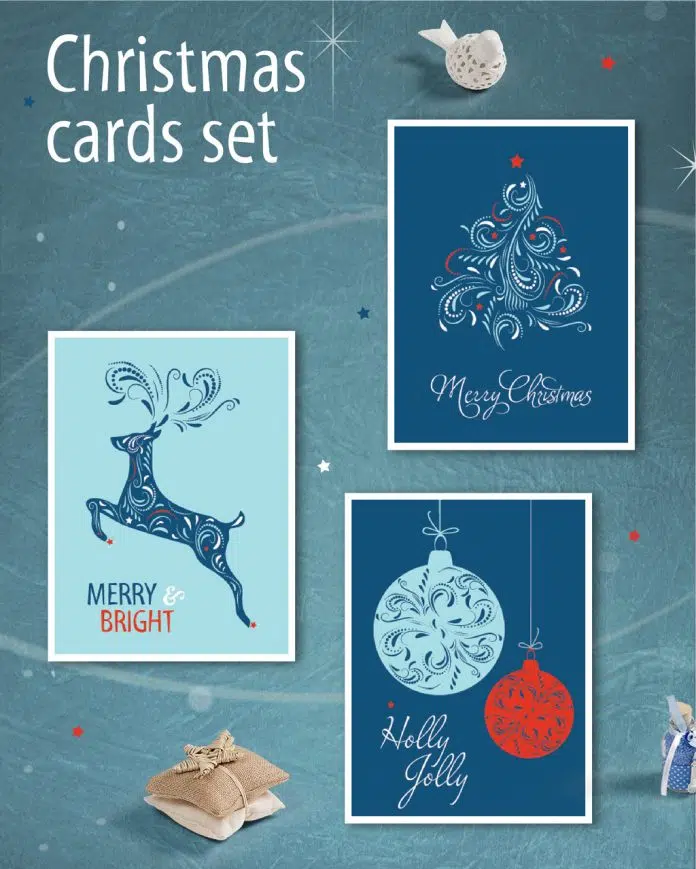 Christmas
cards set
Merry Christmas
MERRY &
BRIGHT
Holly
Jolly